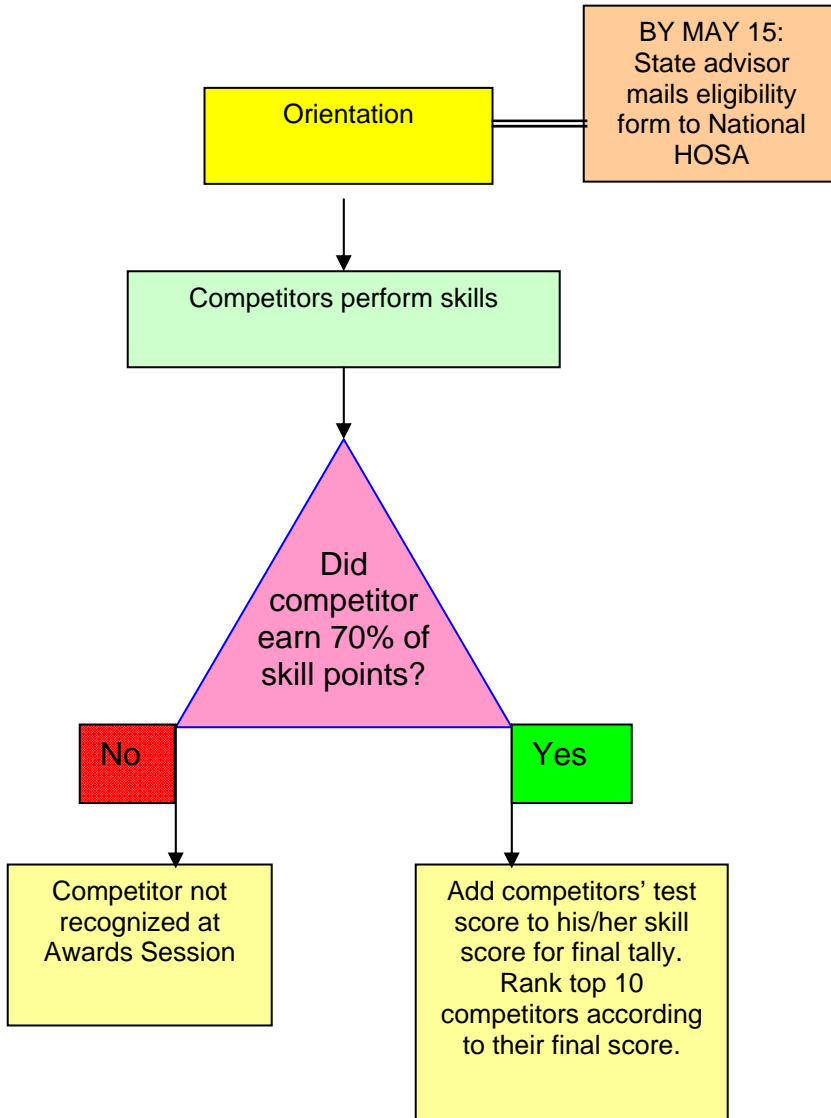 BY MAY 15:
State advisor
mails eligibility
form to National
HOSA
Orientation
Competitors perform skills
Did
competitor
earn 70% of
skill points?
No
Yes
Competitor not
recognized at
Awards Session
Add competitors’ test
score to his/her skill
score for final tally.
Rank top 10
competitors according
to their final score.